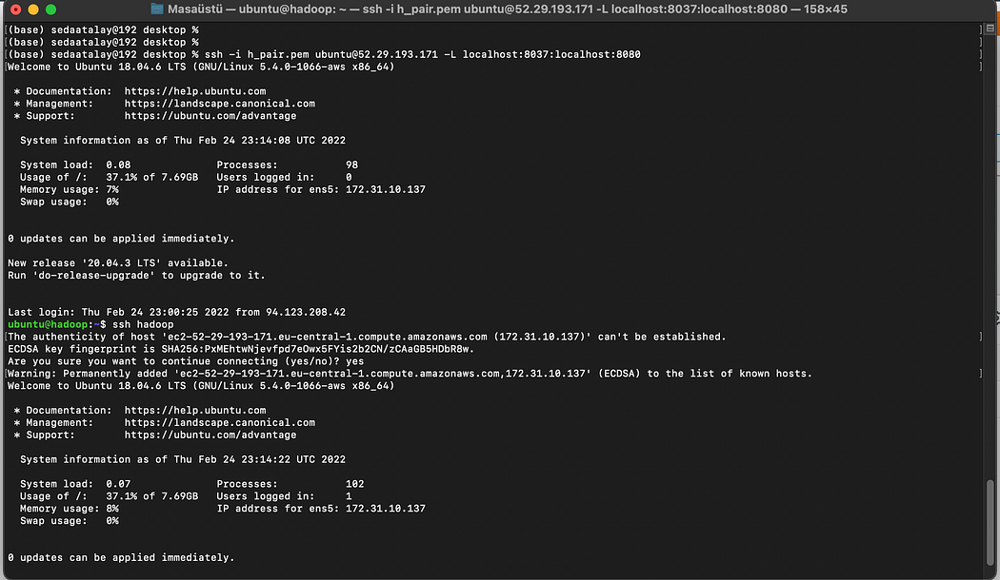 Masaüstü — ubuntu@hadoop: ~ — ssh -i h_pair.pem ubuntu@52.29.193.171 -L localhost:8037:localhost:8080 — 158×45
[(base) sedaatalay@192 desktop % ]
[(base) sedaatalay@192 desktop % ]
[(base) sedaatalay@192 desktop % ssh -i h_pair.pem ubuntu@52.29.193.171 -L localhost:8037:localhost:8080 ]
[Welcome to Ubuntu 18.04.6 LTS (GNU/Linux 5.4.0-1066-aws x86_64) ]
* Documentation:  https://help.ubuntu.com
* Management:     https://landscape.canonical.com
* Support:        https://ubuntu.com/advantage
System information as of Thu Feb 24 23:14:08 UTC 2022
System load:  0.08              Processes:           98
Usage of /:   37.1% of 7.69GB   Users logged in:     0
Memory usage: 7%                IP address for ens5: 172.31.10.137
Swap usage:   0%
0 updates can be applied immediately.
New release '20.04.3 LTS' available.
Run 'do-release-upgrade' to upgrade to it.
Last login: Thu Feb 24 23:00:25 2022 from 94.123.208.42
ubuntu@hadoop:~$ ssh hadoop
[The authenticity of host 'ec2-52-29-193-171.eu-central-1.compute.amazonaws.com (172.31.10.137)' can't be established. ]
ECDSA key fingerprint is SHA256:PxMEhtwNjevfpd7eOwx5FYis2b2CN/zCAaGB5HDbR8w.
Are you sure you want to continue connecting (yes/no)? yes
[Warning: Permanently added 'ec2-52-29-193-171.eu-central-1.compute.amazonaws.com,172.31.10.137' (ECDSA) to the list of known hosts. ]
Welcome to Ubuntu 18.04.6 LTS (GNU/Linux 5.4.0-1066-aws x86_64)
* Documentation:  https://help.ubuntu.com
* Management:     https://landscape.canonical.com
* Support:        https://ubuntu.com/advantage
System information as of Thu Feb 24 23:14:22 UTC 2022
System load:  0.07              Processes:           102
Usage of /:   37.1% of 7.69GB   Users logged in:     1
Memory usage: 8%                IP address for ens5: 172.31.10.137
Swap usage:   0%
0 updates can be applied immediately.